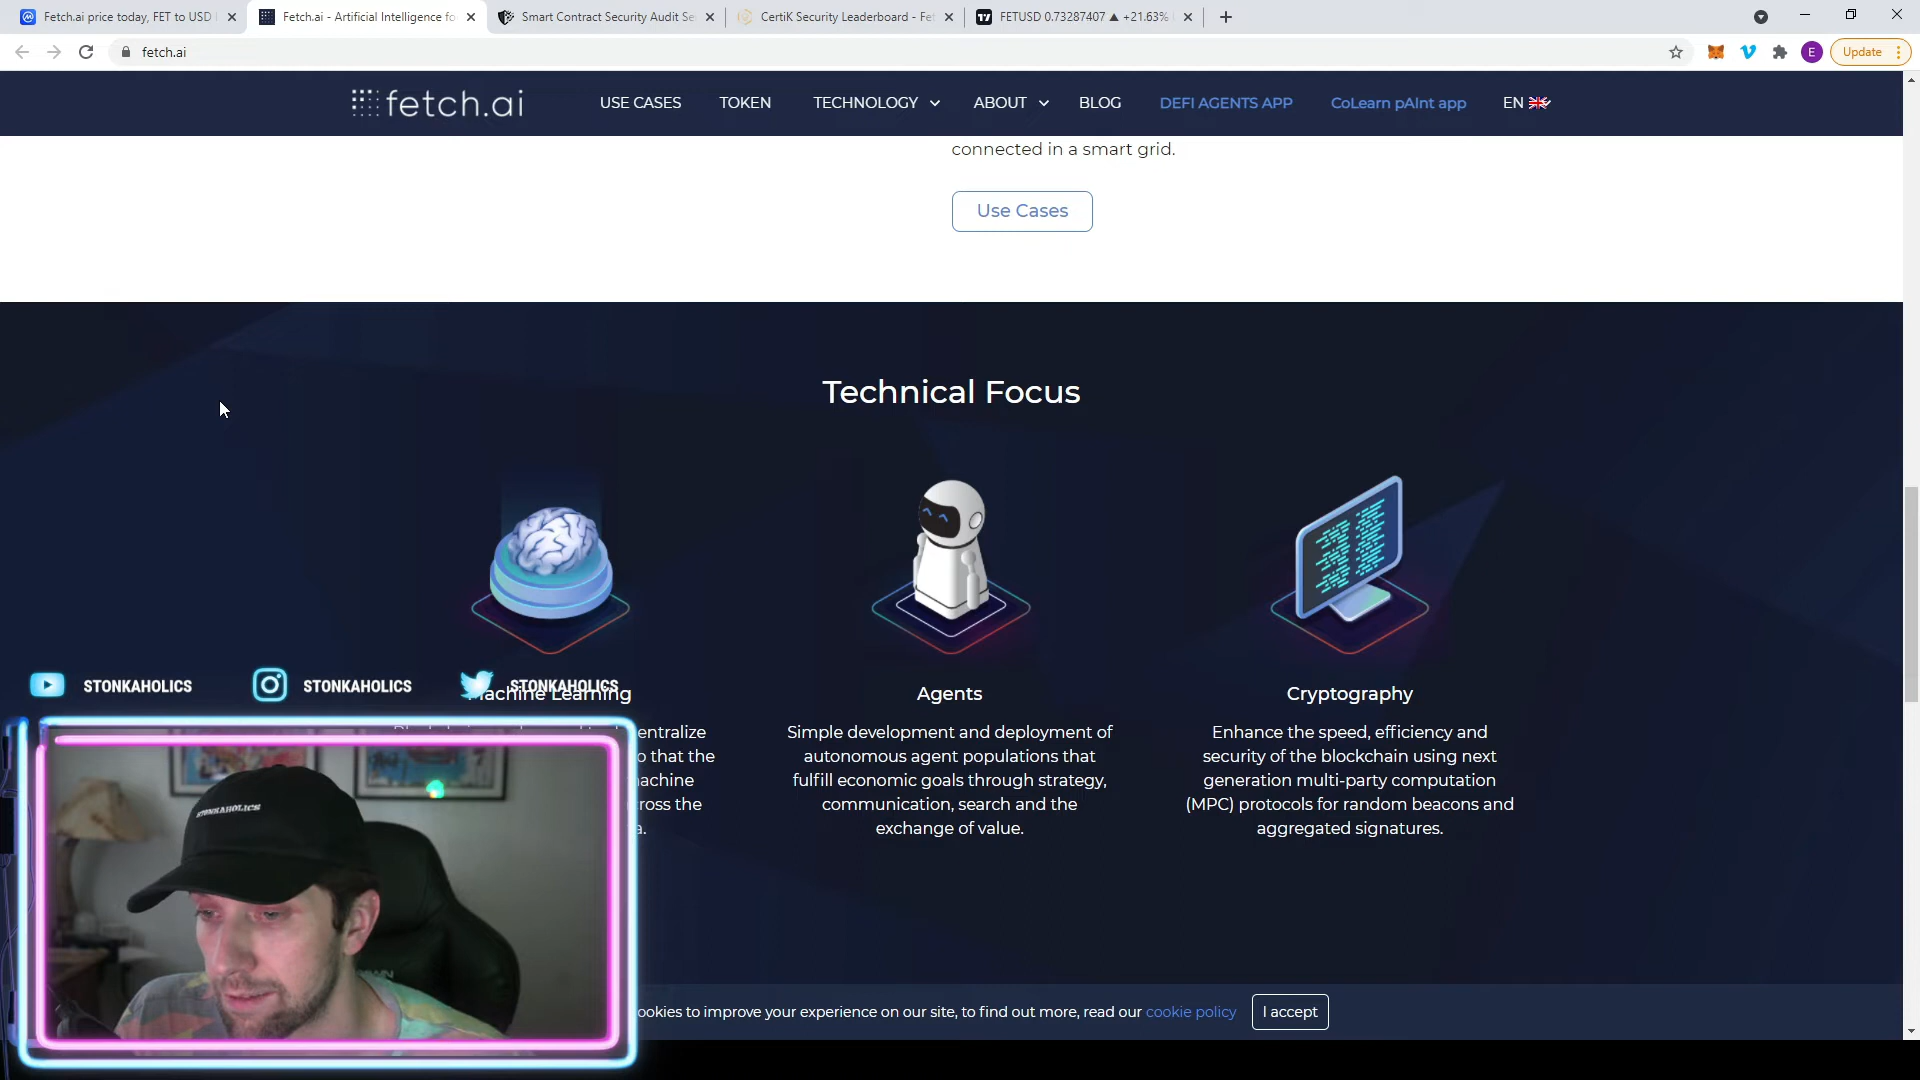 Fetch.ai price today, FET to USD
Fetch.ai - Artificial Intelligence fo
Smart Contract Security Audit Se
CertiK Security Leaderboard - Fet
FETUSD 0.73287407 ▲ +21.63%
fetch.ai
E
Update
fetch.ai
USE CASES
TOKEN
TECHNOLOGY
ABOUT
BLOG
DEFI AGENTS APP
CoLearn pAInt app
EN
connected in a smart grid.
Use Cases
Technical Focus
STONKAHOLICS
STONKAHOLICS
STONKAHOLICS
Machine Learning
entralize
o that the
achine
ross the
a.
Agents
Simple development and deployment of
autonomous agent populations that
fulfill economic goals through strategy,
communication, search and the
exchange of value.
Cryptography
Enhance the speed, efficiency and
security of the blockchain using next
generation multi-party computation
(MPC) protocols for random beacons and
aggregated signatures.
STONKAHOLICS
ookies to improve your experience on our site, to find out more, read our cookie policy
I accept